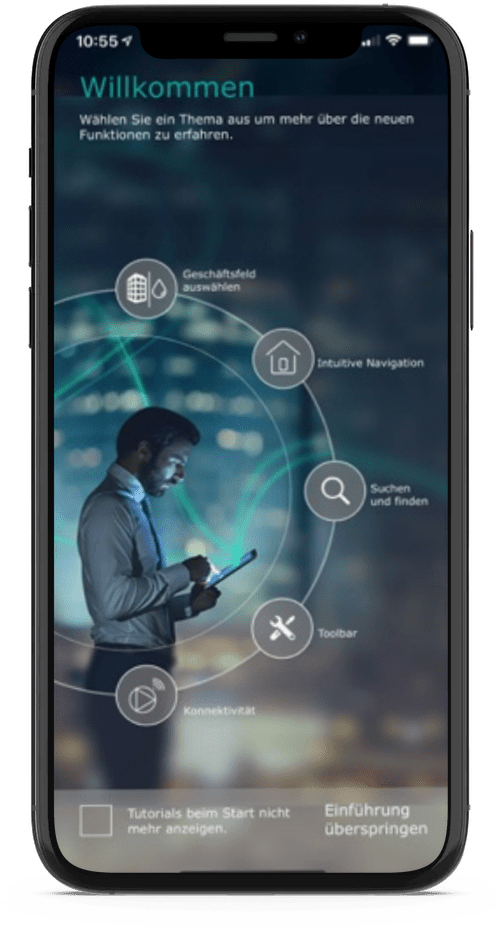 10:55
Willkommen
Wählen Sie ein Thema aus um mehr über die neuen
Funktionen zu erfahren.
Geschäftsfeld
auswählen
Intuitive Navigation
Suchen
und finden
Toolbar
Konnektivität
Tutorials beim Start nicht
mehr anzeigen.
Einführung
überspringen